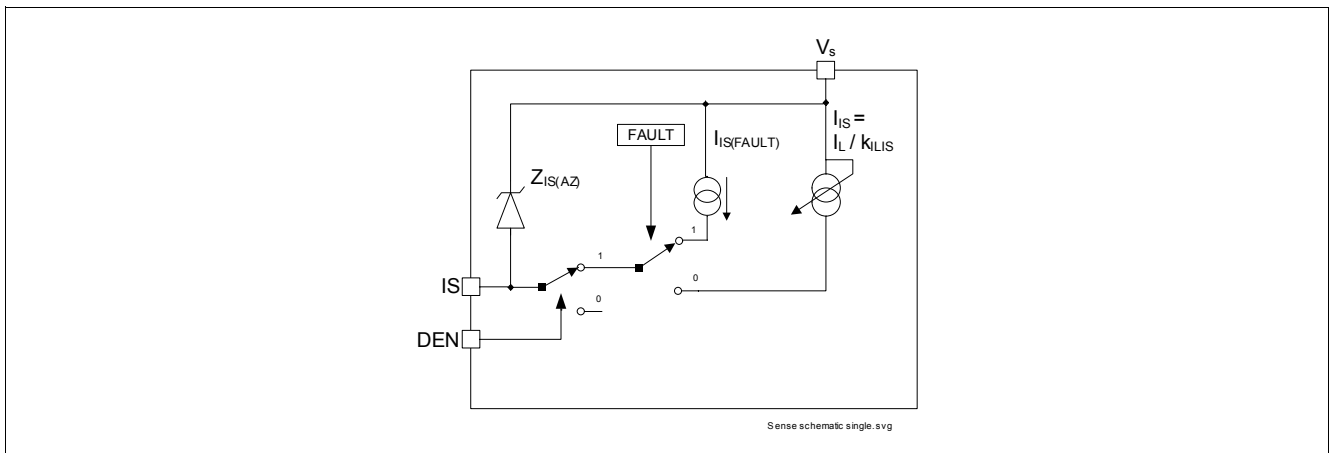 Vs
IIS =
IL / kILIS
FAULT
IIS(FAULT)
ZIS(AZ)
1
1
0
IS
0
DEN
Sense schematic single.svg